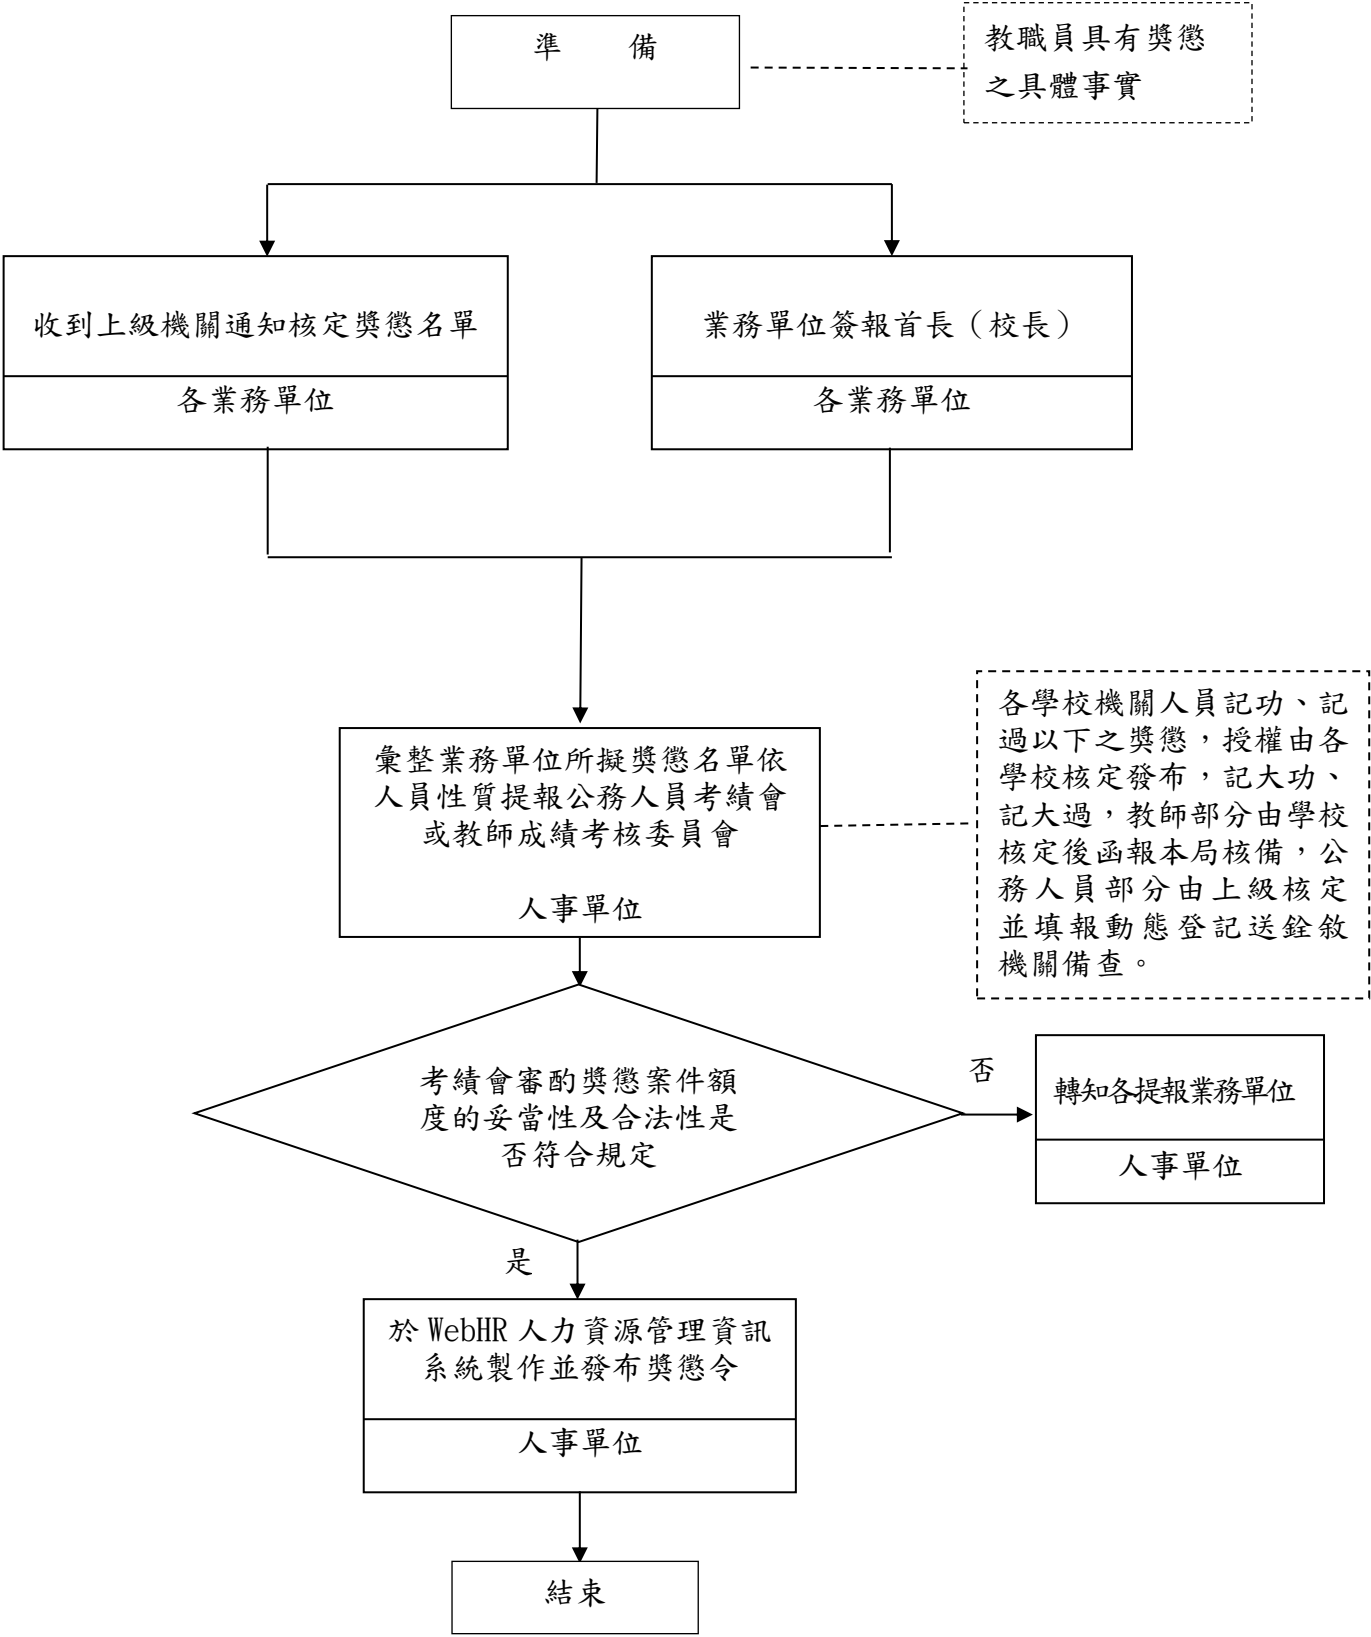 準 備
教職員具有獎懲
之具體事實
收到上級機關通知核定獎懲名單
各業務單位
業務單位簽報首長（校長）
各業務單位
彙整業務單位所擬獎懲名單依
人員性質提報公務人員考績會
或教師成績考核委員會
人事單位
各學校機關人員記功、記
過以下之獎懲，授權由各
學校核定發布，記大功、
記大過，教師部分由學校
核定後函報本局核備，公
務人員部分由上級核定
並填報動態登記送銓敘
機關備查。
考績會審酌獎懲案件額
度的妥當性及合法性是
否符合規定
否
轉知各提報業務單位
人事單位
是
於 WebHR 人力資源管理資訊
系統製作並發布獎懲令
人事單位
結束